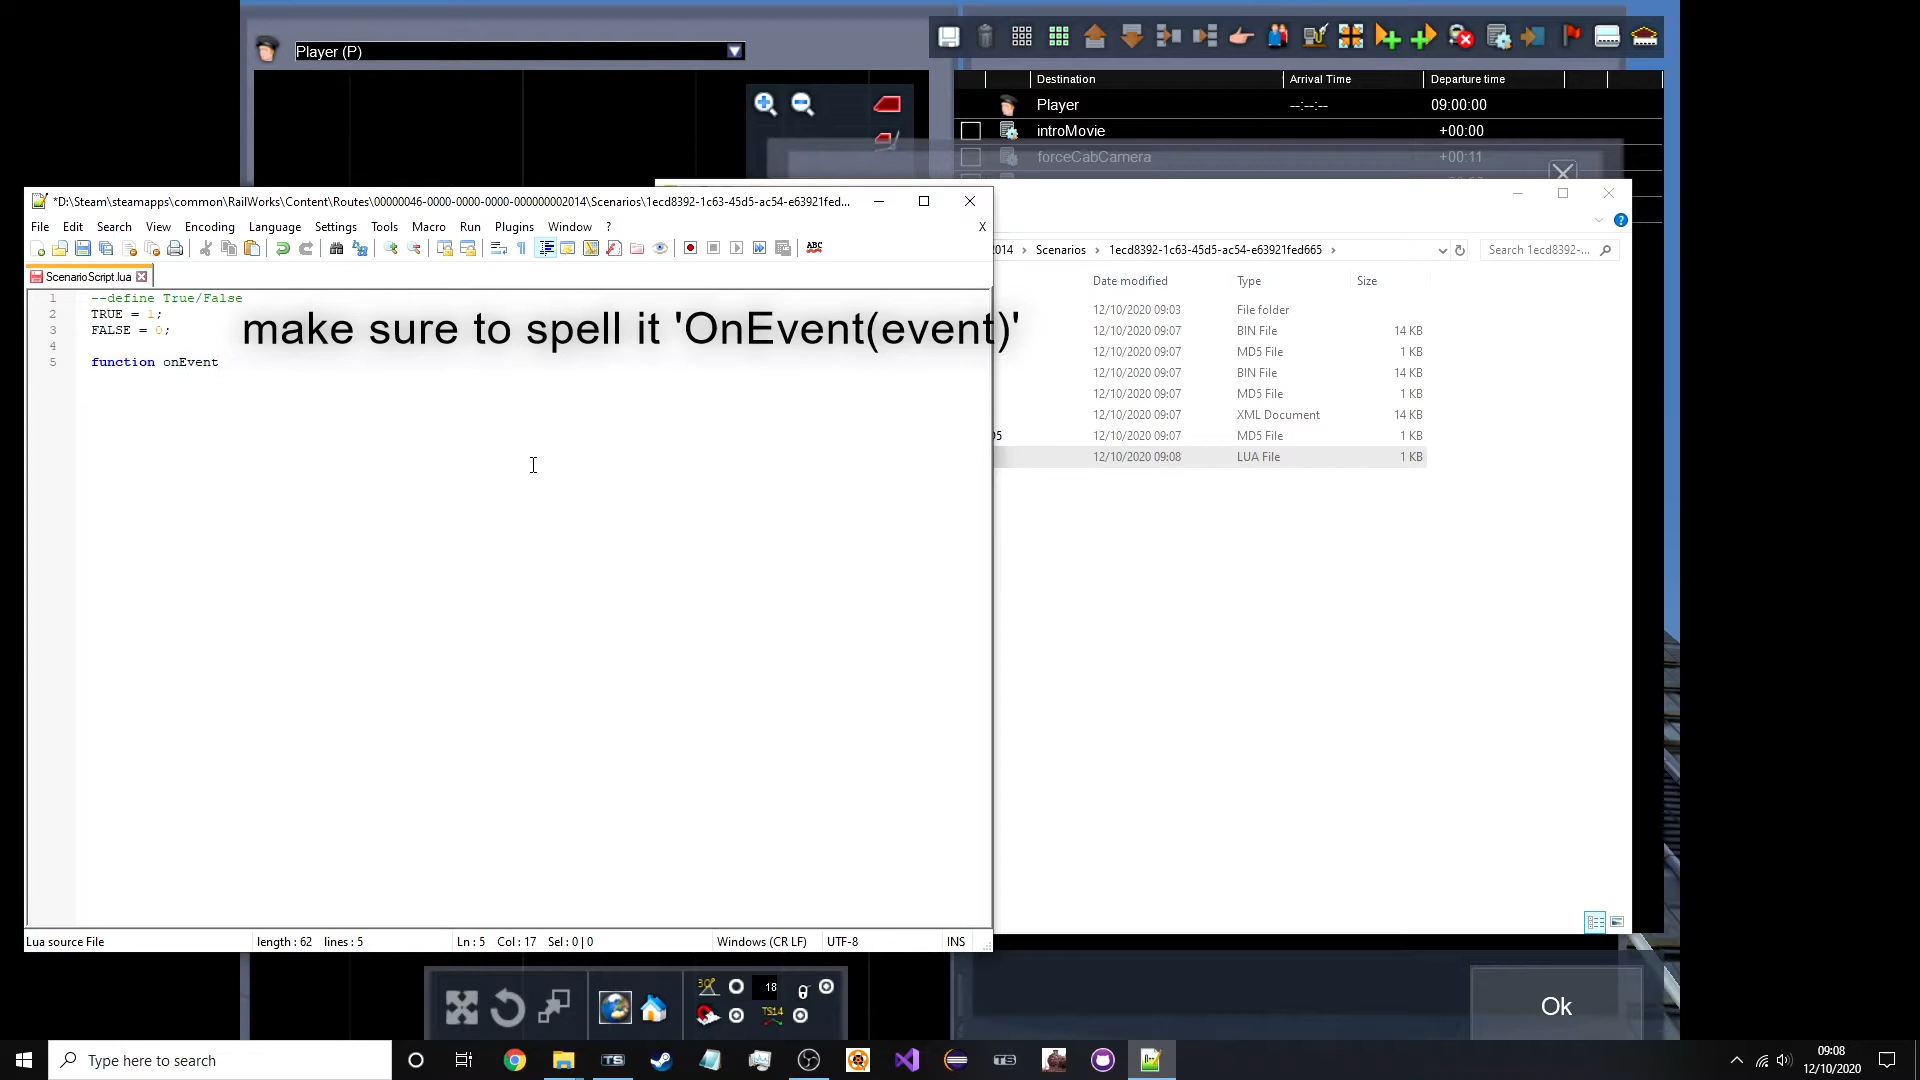 Player (P)
Destination Arrival Time Departure time
Player --:--:-- 09:00:00
introMovie +00:00
forceCabCamera +00:11
*D:\Steam\steamapps\common\RailWorks\Content\Routes\00000046-0000-0000-0000-000000002014\Scenarios\1ecd8392-1c63-45d5-ac54-e63921fed...
File Edit Search View Encoding Language Settings Tools Macro Run Plugins Window ? X
ABC
ScenarioScript.lua
1 --define True/False
2 TRUE = 1;
3 FALSE = 0;
4
5 function onEvent
make sure to spell it 'OnEvent(event)'
Lua source File length : 62 lines : 5 Ln : 5 Col : 17 Sel : 0 | 0 Windows (CR LF) UTF-8 INS
2014 › Scenarios › 1ecd8392-1c63-45d5-ac54-e63921fed665 ›
Search 1ecd8392-...
Date modified Type Size
12/10/2020 09:03 File folder
12/10/2020 09:07 BIN File 14 KB
12/10/2020 09:07 MD5 File 1 KB
12/10/2020 09:07 BIN File 14 KB
12/10/2020 09:07 MD5 File 1 KB
12/10/2020 09:07 XML Document 14 KB
12/10/2020 09:07 MD5 File 1 KB
12/10/2020 09:08 LUA File 1 KB
30° 18
TS14
Ok
Type here to search
TS
TS
09:08
12/10/2020